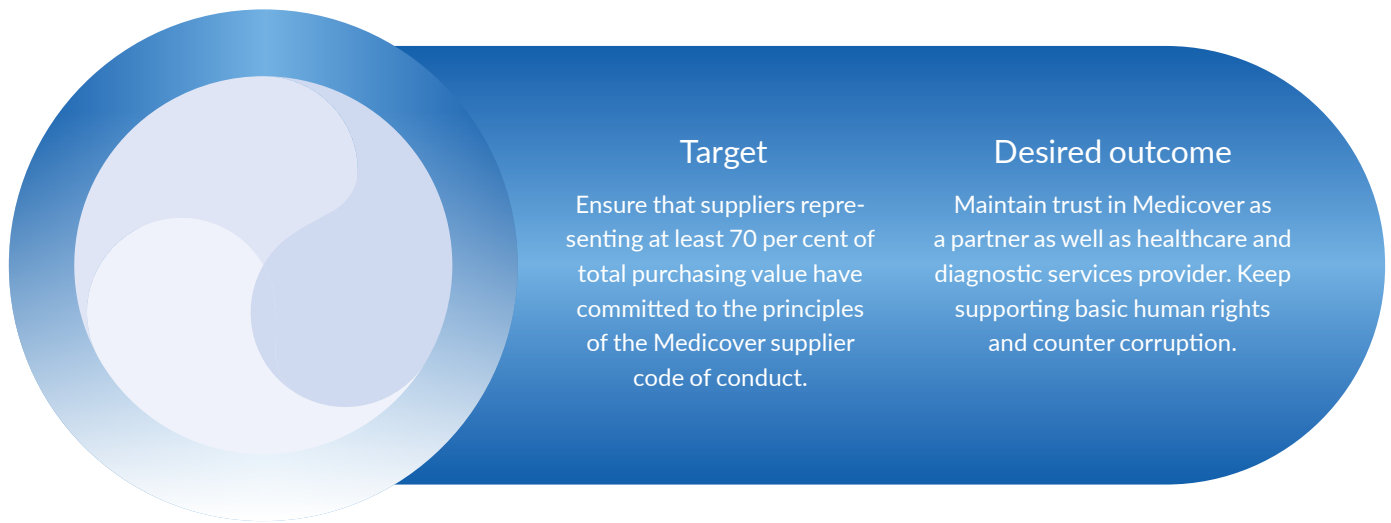 Target
Ensure that suppliers repre-
senting at least 70 per cent of
total purchasing value have
committed to the principles
of the Medicover supplier
code of conduct.
Desired outcome
Maintain trust in Medicover as
a partner as well as healthcare and
diagnostic services provider. Keep
supporting basic human rights
and counter corruption.